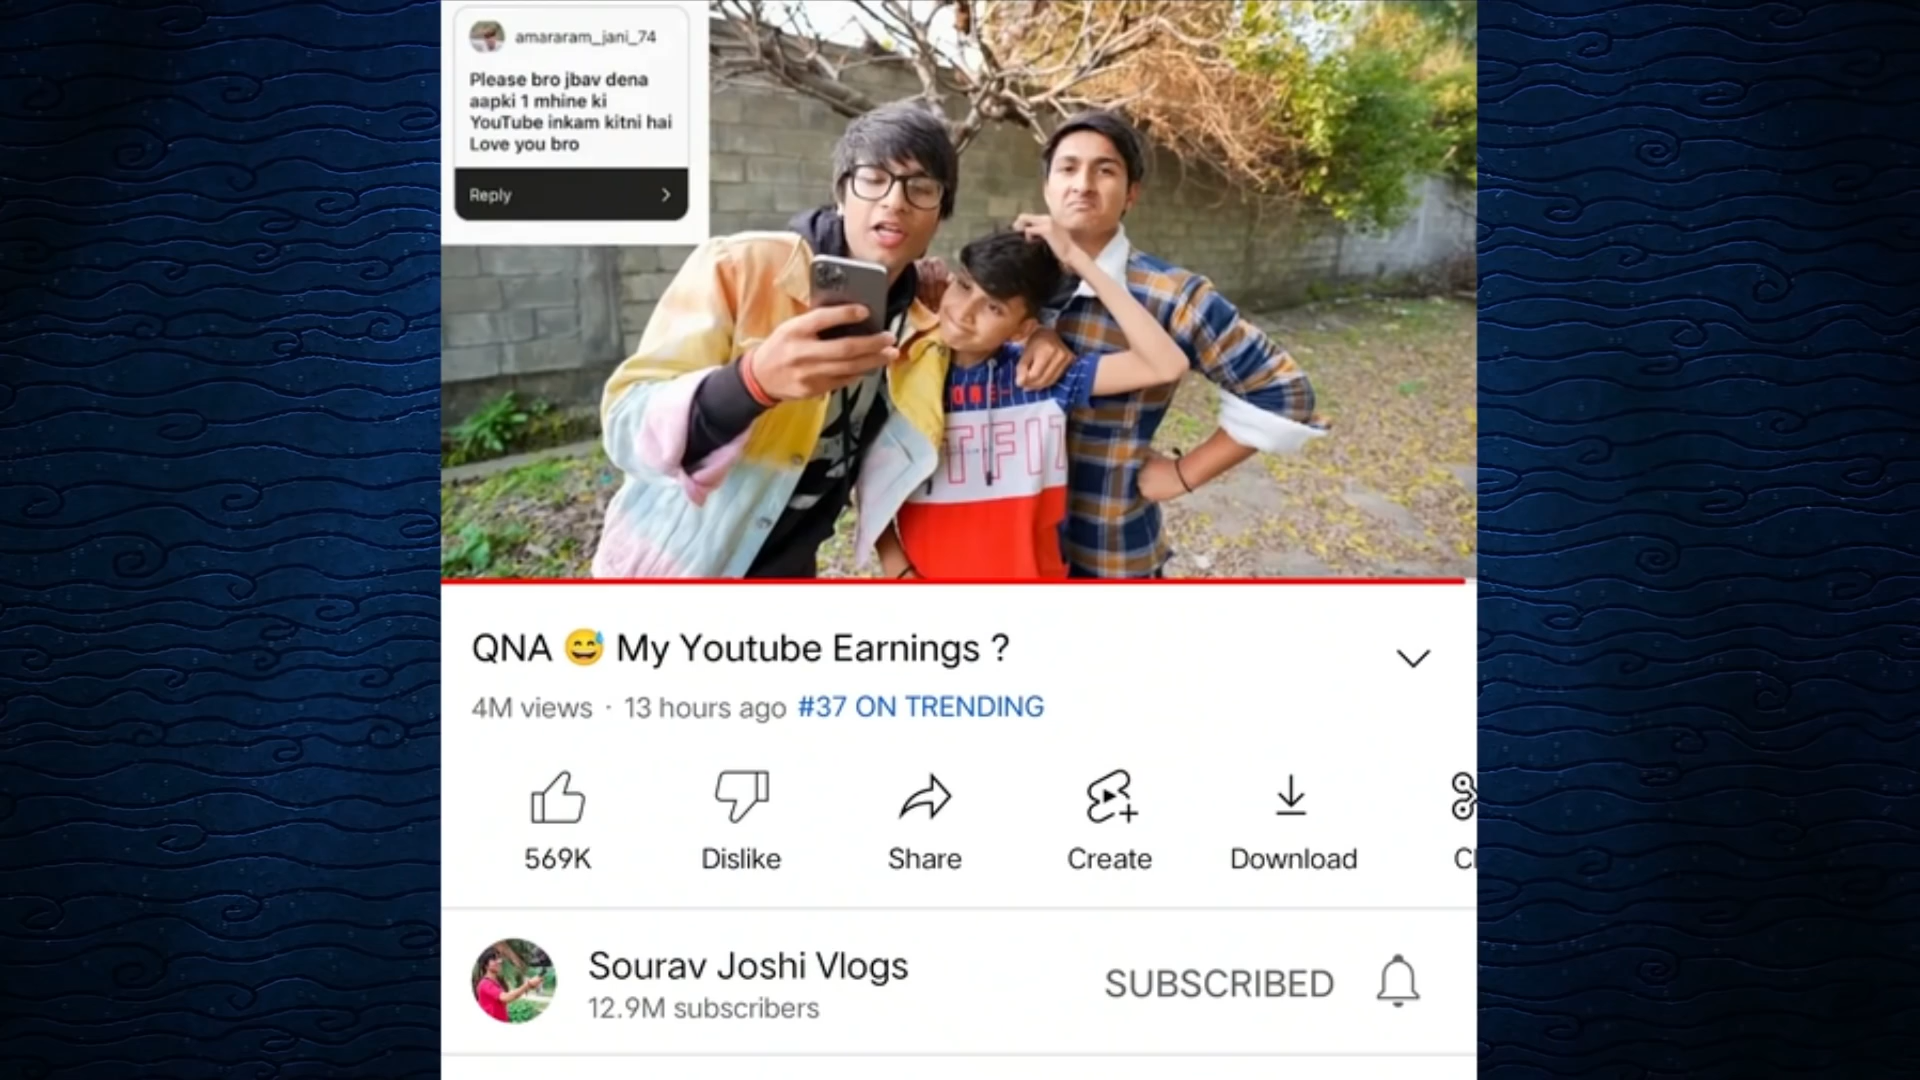 amararam_jani_74
Please bro jbav dena
aapki 1 mhine ki
YouTube inkam kitni hai
Love you bro
Reply
TFIT
QNA 😅 My Youtube Earnings ?
4M views · 13 hours ago #37 ON TRENDING
569K
Dislike
Share
Create
Download
Cl
Sourav Joshi Vlogs
12.9M subscribers
SUBSCRIBED